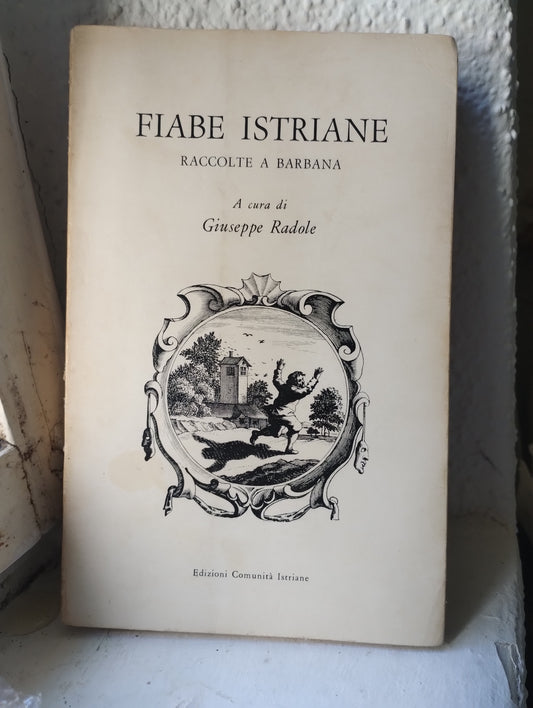 FIABE ISTRIANE
RACCOLTE A BARBANA
A cura di
Giuseppe Radole
Edizioni Comunità Istriane